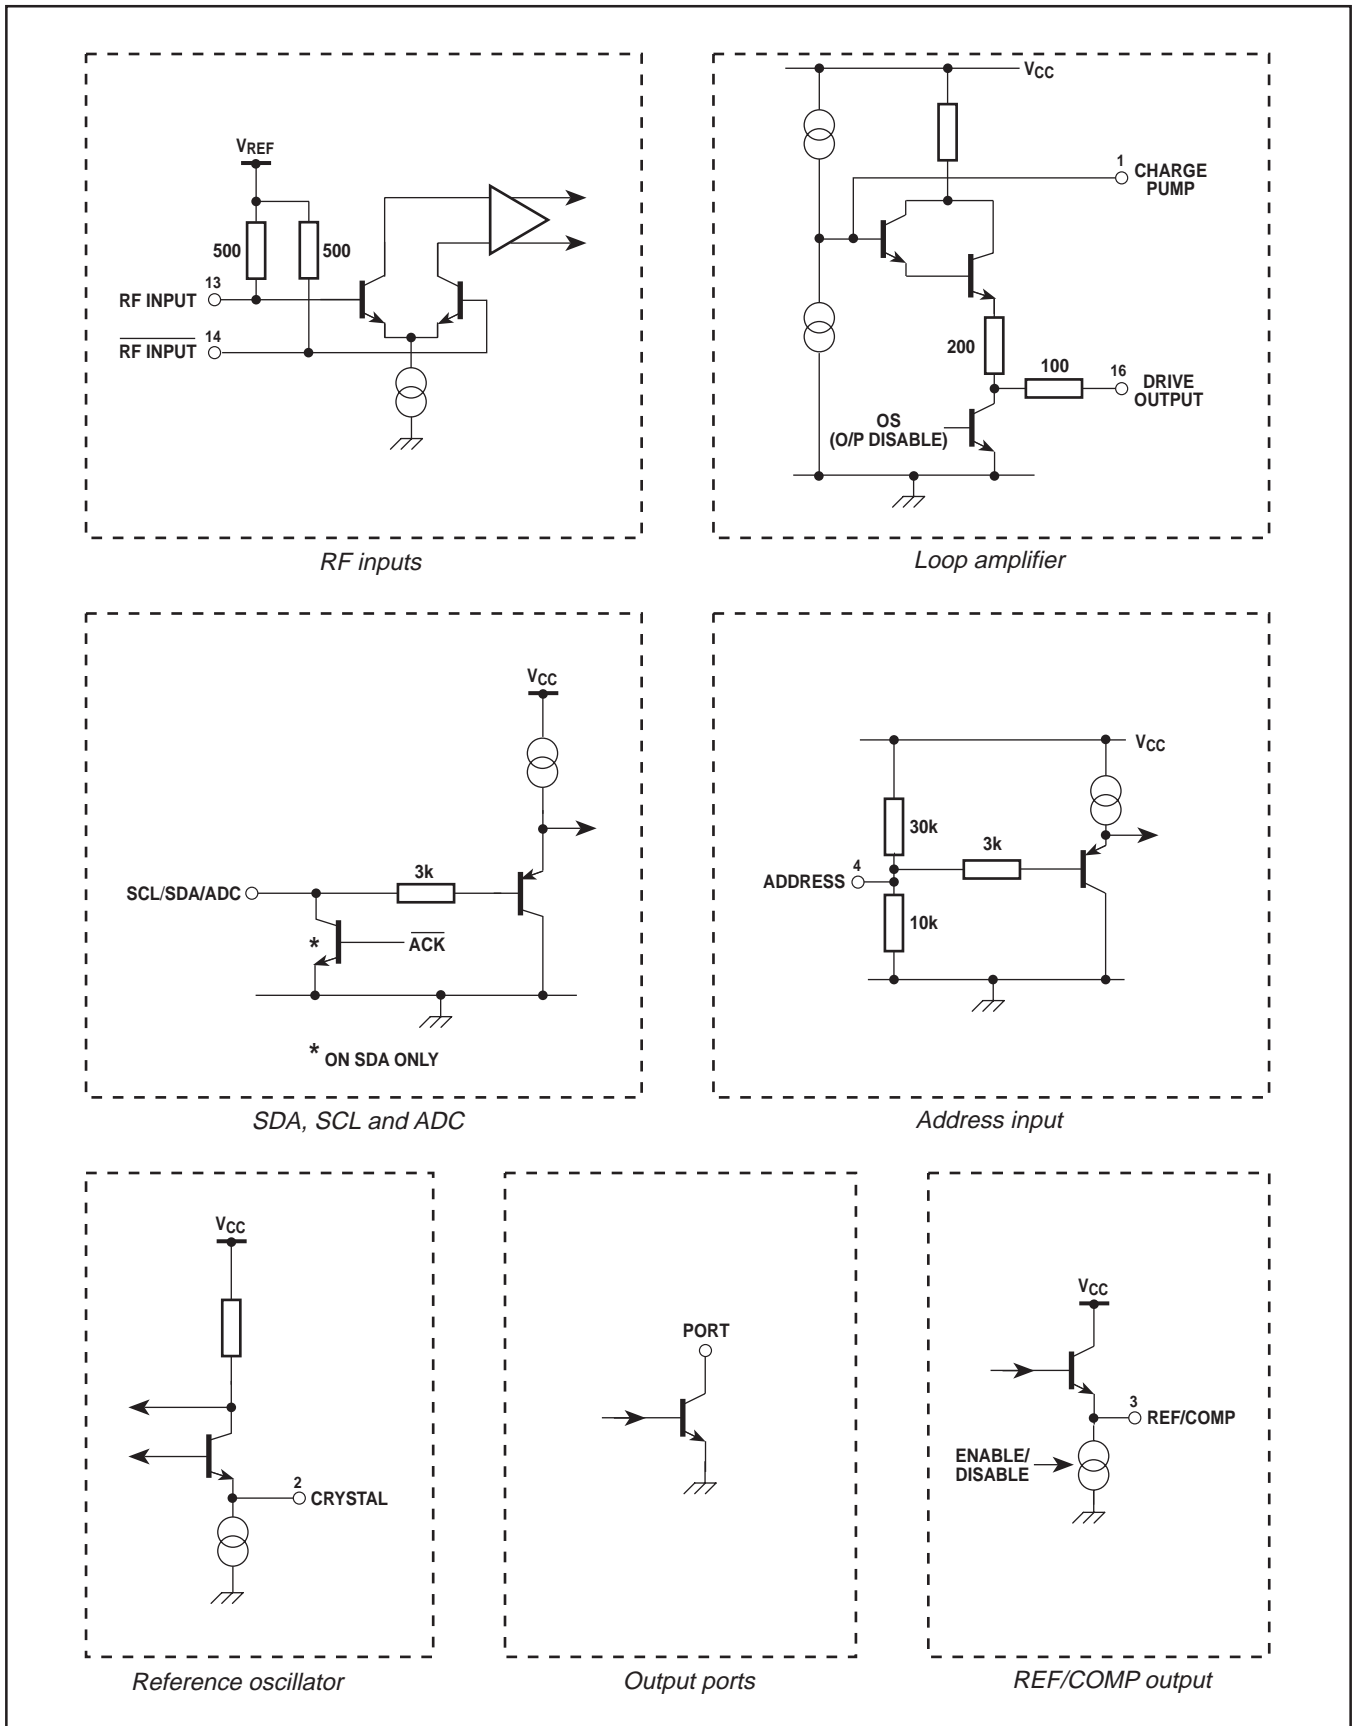 VREF
500
500
13
RF INPUT
14
RF INPUT
RF inputs
VCC
1
CHARGE
PUMP
200
100
16
DRIVE
OUTPUT
OS
(O/P DISABLE)
Loop amplifier
VCC
3k
SCL/SDA/ADC
*
ACK
* ON SDA ONLY
SDA, SCL and ADC
VCC
30k
3k
4
ADDRESS
10k
Address input
VCC
2
CRYSTAL
Reference oscillator
PORT
Output ports
VCC
3
REF/COMP
ENABLE/
DISABLE
REF/COMP output